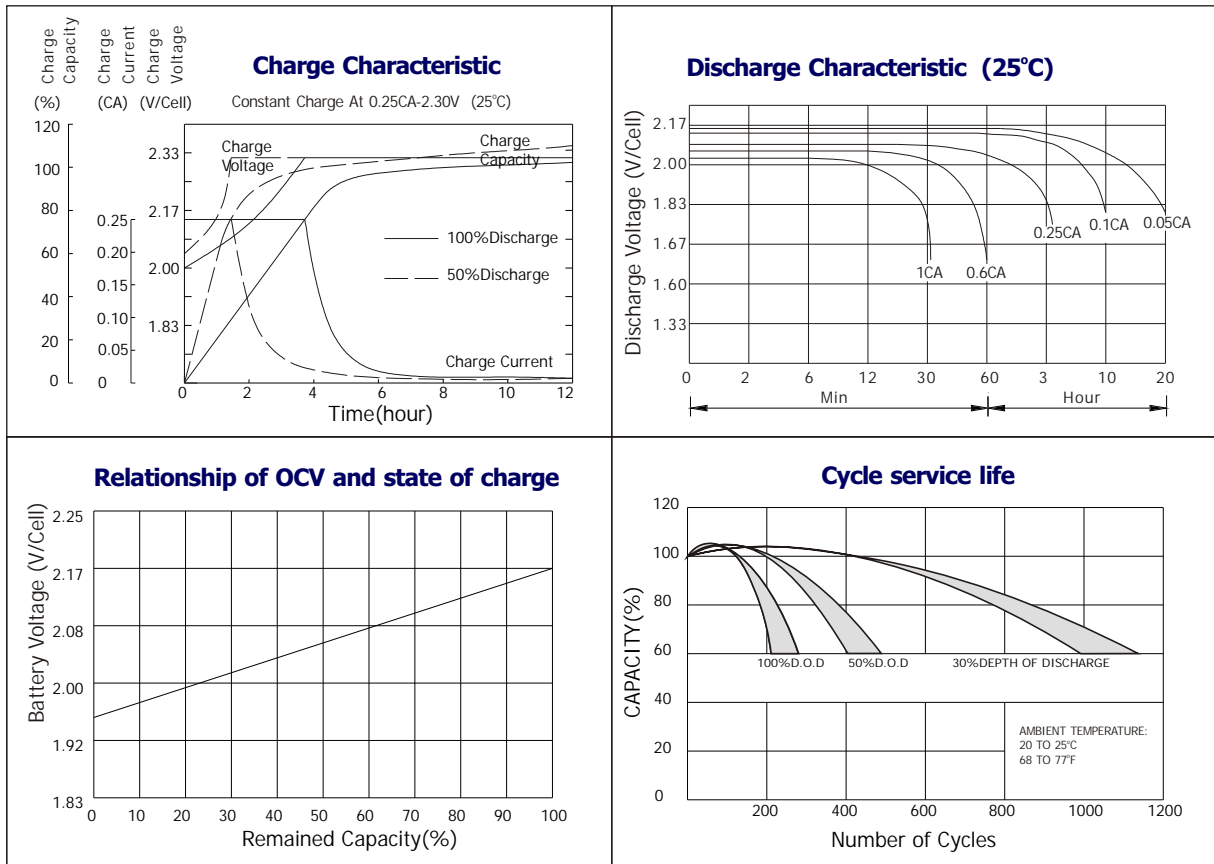 Charge Capacity
Charge Current
Charge Voltage
(%)
(CA)
(V/Cell)
Charge Characteristic
Constant Charge At 0.25CA-2.30V (25°C)
120
100
80
60
40
20
0
0.25
0.20
0.15
0.10
0.05
0
2.33
2.17
2.00
1.83
Charge
Voltage
Charge
Capacity
100%Discharge
50%Discharge
Charge Current
0 2 4 6 8 10 12
Time(hour)
Discharge Characteristic (25°C)
Discharge Voltage (V/Cell)
2.17
2.00
1.83
1.67
1.60
1.33
1CA
0.6CA
0.25CA
0.1CA
0.05CA
0 2 6 12 30 60 3 10 20
Min
Hour
Relationship of OCV and state of charge
Battery Voltage (V/Cell)
2.25
2.17
2.08
2.00
1.92
1.83
0 10 20 30 40 50 60 70 80 90 100
Remained Capacity(%)
Cycle service life
CAPACITY(%)
120
100
80
60
40
20
0
100%D.O.D
50%D.O.D
30%DEPTH OF DISCHARGE
AMBIENT TEMPERATURE:
20 TO 25°C
68 TO 77°F
200 400 600 800 1000 1200
Number of Cycles